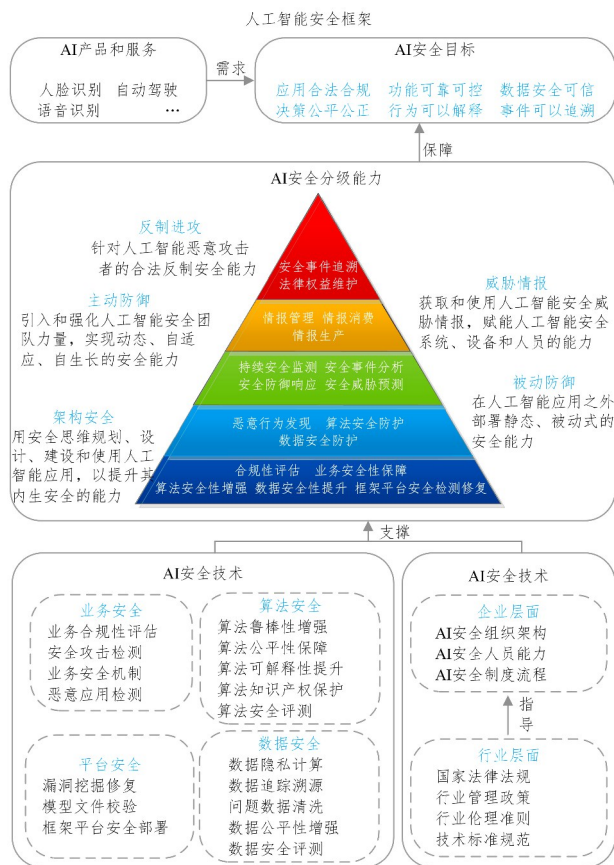 人工智能安全框架
AI产品和服务
人脸识别 自动驾驶
语音识别 …
需求
AI安全目标
应用合法合规 功能可靠可控 数据安全可信
决策公平公正 行为可以解释 事件可以追溯
保障
AI安全分级能力
反制进攻
针对人工智能恶意攻击
者的合法反制安全能力
主动防御
引入和强化人工智能安全团
队力量，实现动态、自适
应、自生长的安全能力
架构安全
用安全思维规划、设
计、建设和使用人工
智能应用，以提升其
内生安全的能力
安全事件追溯
法律权益维护
情报管理 情报消费
情报生产
持续安全监测 安全事件分析
安全防御响应 安全威胁预测
恶意行为发现 算法安全防护
数据安全防护
合规性评估 业务安全性保障
算法安全性增强 数据安全性提升 框架平台安全检测修复
威胁情报
获取和使用人工智能安全威
胁情报，赋能人工智能安全
系统、设备和人员的能力
被动防御
在人工智能应用之外
部署静态、被动式的
安全能力
支撑
AI安全技术
业务安全
业务合规性评估
安全攻击检测
业务安全机制
恶意应用检测
算法安全
算法鲁棒性增强
算法公平性保障
算法可解释性提升
算法知识产权保护
算法安全评测
平台安全
漏洞挖掘修复
模型文件校验
框架平台安全部署
数据安全
数据隐私计算
数据追踪溯源
问题数据清洗
数据公平性增强
数据安全评测
AI安全技术
企业层面
AI安全组织架构
AI安全人员能力
AI安全制度流程
指
导
行业层面
国家法律法规
行业管理政策
行业伦理准则
技术标准规范